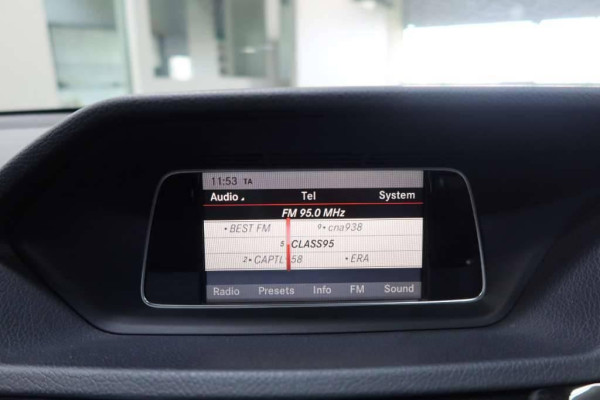 11:53 TA
Audio Tel System
FM 95.0 MHz
• BEST FM 9• cna938
5 CLASS95
2• CAPTL 58 • ERA
Radio Presets Info FM Sound